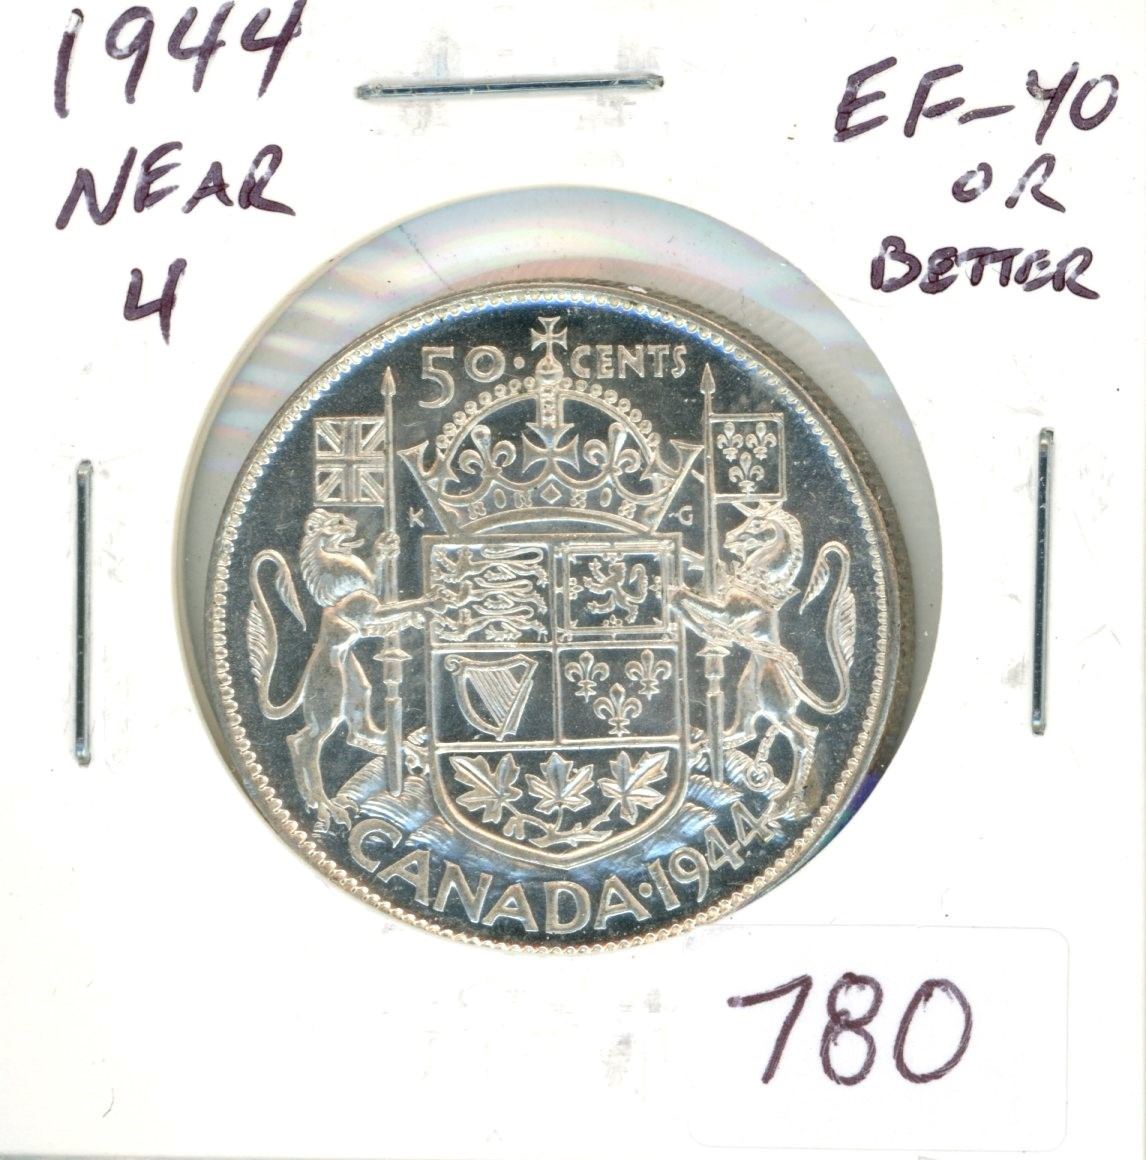 1944
NEAR
4
EF-40
OR
BETTER
50 · CENTS
K G
CANADA · 1944
780